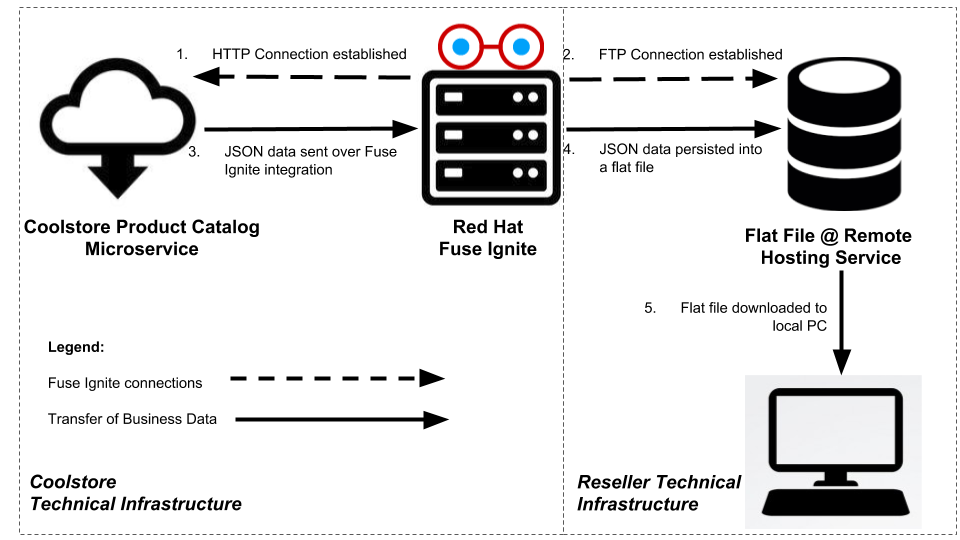 1. HTTP Connection established
2. FTP Connection established
3. JSON data sent over Fuse
Ignite integration
4. JSON data persisted into
a flat file
Coolstore Product Catalog
Microservice
Red Hat
Fuse Ignite
Flat File @ Remote
Hosting Service
5. Flat file downloaded to
local PC
Legend:
Fuse Ignite connections
Transfer of Business Data
Coolstore
Technical Infrastructure
Reseller Technical
Infrastructure